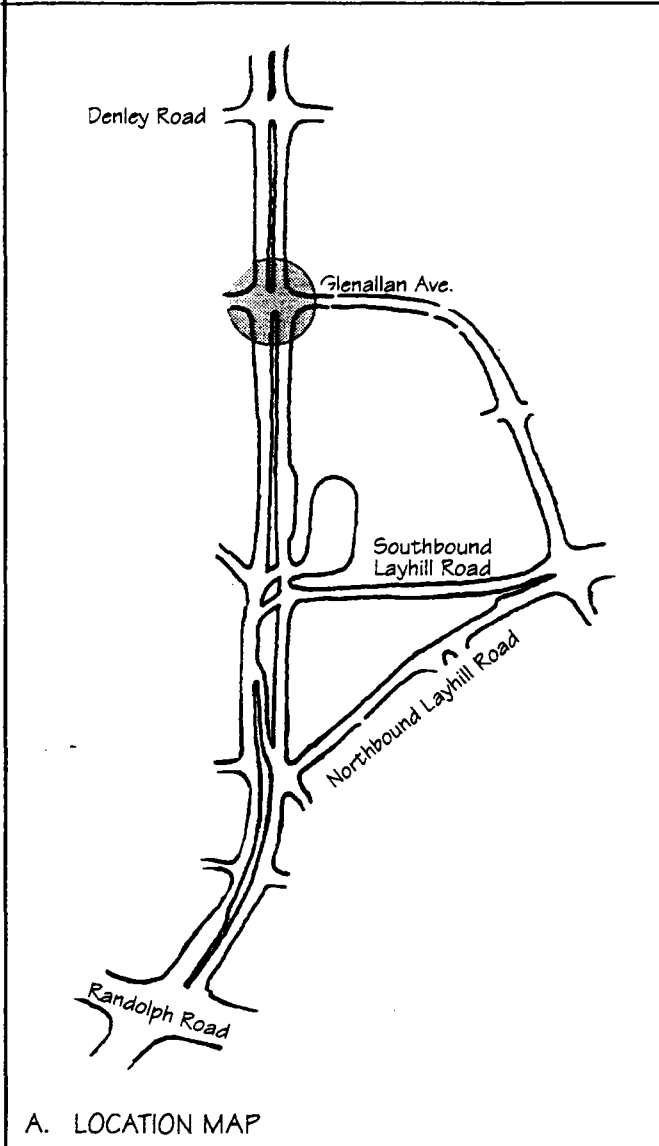 Denley Road
Glenallan Ave.
Southbound
Layhill Road
Northbound Layhill Road
Randolph Road
A. LOCATION MAP